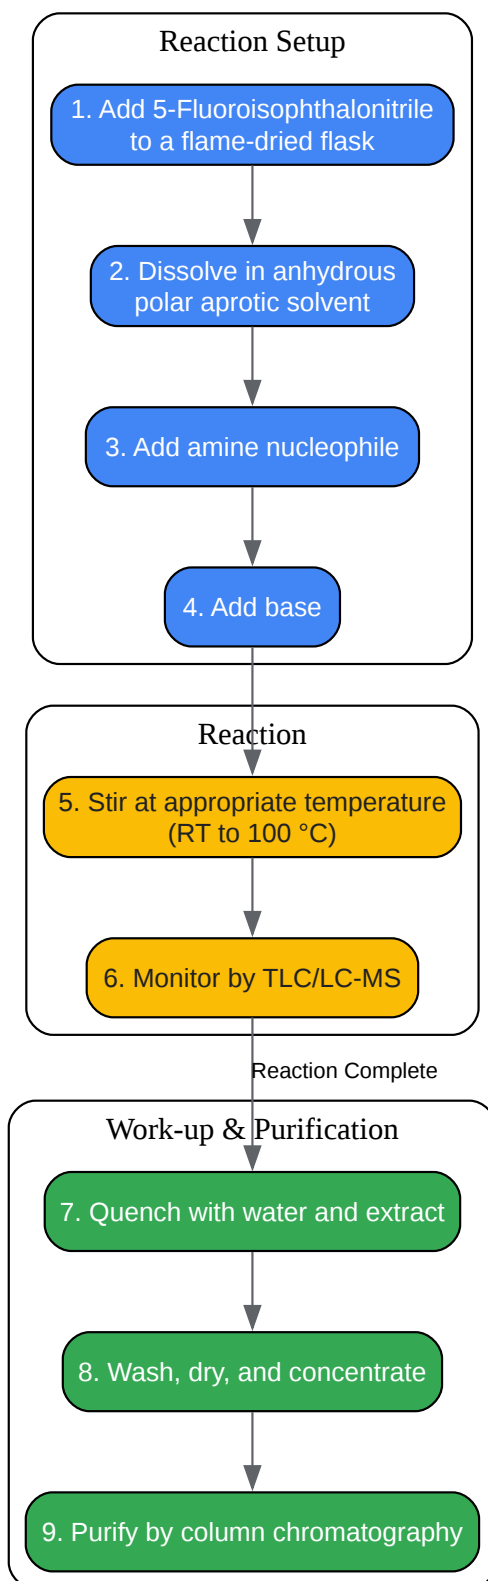 Reaction Setup
1. Add 5-Fluoroisophthalonitrile
to a flame-dried flask
2. Dissolve in anhydrous
polar aprotic solvent
3. Add amine nucleophile
4. Add base
Reaction
5. Stir at appropriate temperature
(RT to 100 °C)
6. Monitor by TLC/LC-MS
Reaction Complete
Work-up & Purification
7. Quench with water and extract
8. Wash, dry, and concentrate
9. Purify by column chromatography